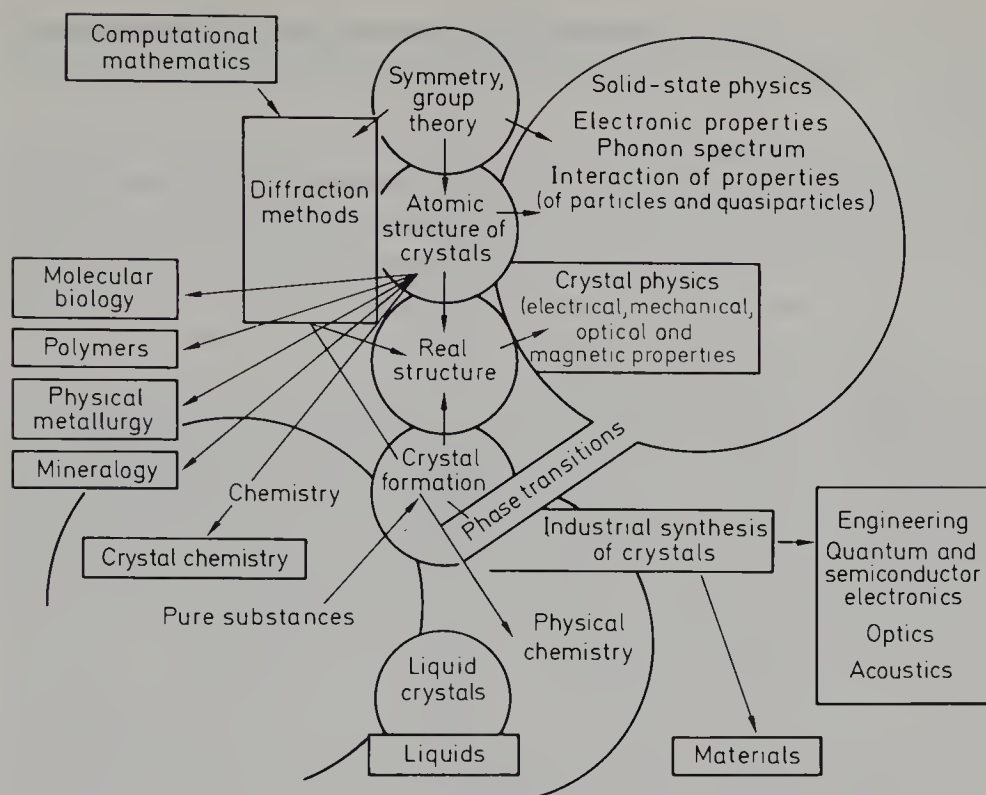 Computational
mathematics
Symmetry,
group
theory
Solid-state physics
Electronic properties
Phonon spectrum
Interaction of properties
(of particles and quasiparticles)
Diffraction
methods
Atomic
structure of
crystals
Molecular
biology
Polymers
Physical
metallurgy
Mineralogy
Crystal physics
(electrical, mechanical,
opticol and
magnetic properties)
Real
structure
Crystal
formation
Phase transitions
Chemistry
Crystal chemistry
Pure substances
Industrial synthesis
of crystals
Engineering
Quantum and
semiconductor
electronics
Optics
Acoustics
Physical
chemistry
Liquid
crystals
Liquids
Materials